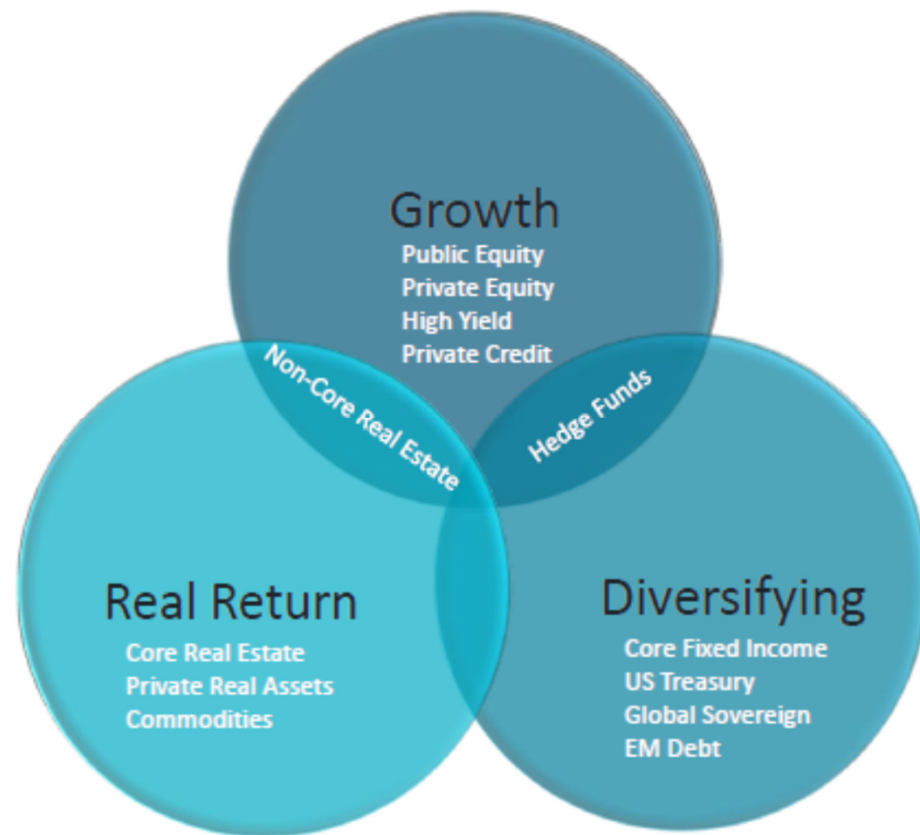 Growth
Public Equity
Private Equity
High Yield
Private Credit
Non-Core Real Estate
Hedge Funds
Real Return
Core Real Estate
Private Real Assets
Commodities
Diversifying
Core Fixed Income
US Treasury
Global Sovereign
EM Debt